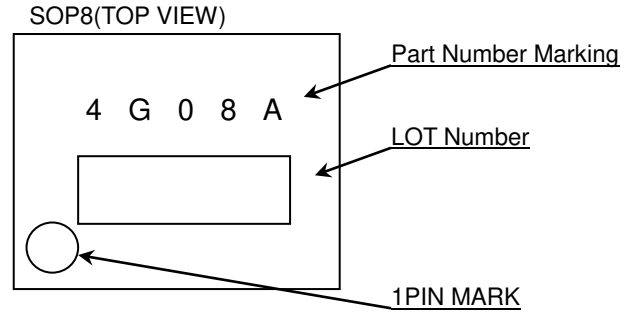 SOP8(TOP VIEW)
Part Number Marking
4 G 0 8 A
LOT Number
1PIN MARK